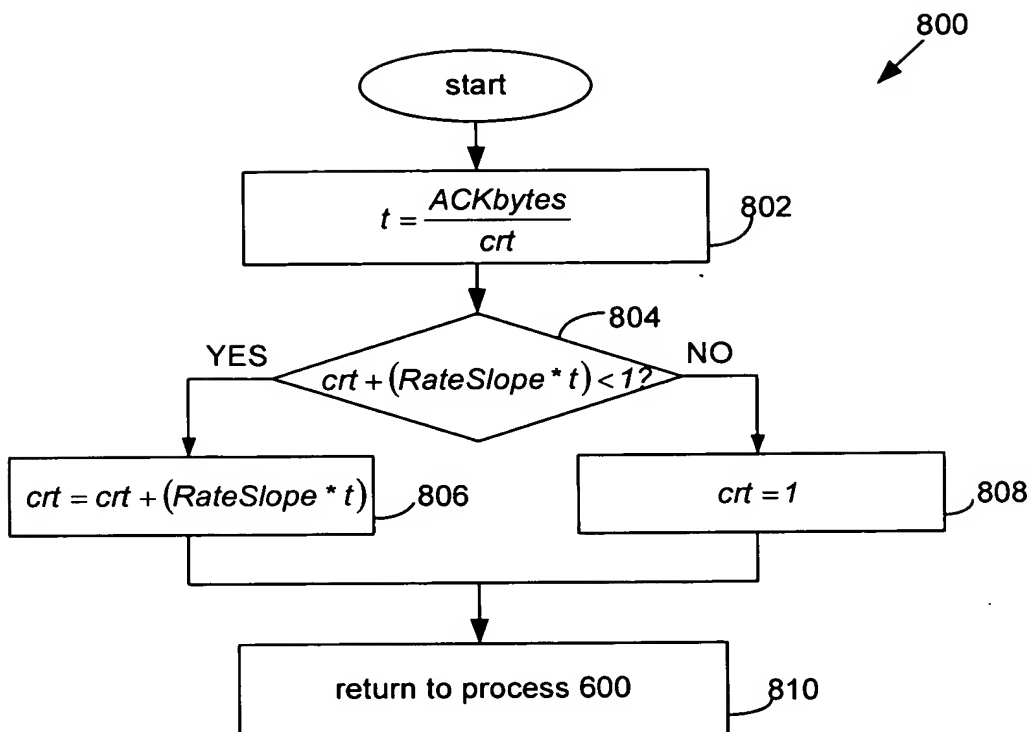 800
start
t = ACKbytes / crt
802
804
YES
NO
crt + (RateSlope * t) < 1?
crt = crt + (RateSlope * t)
806
crt = 1
808
return to process 600
810